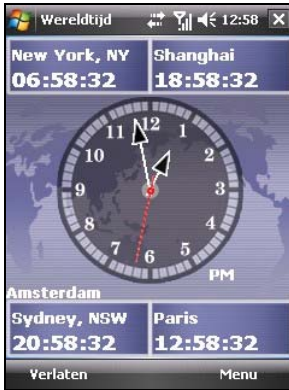 Wereldtijd 12:58
New York, NY
06:58:32
Shanghai
18:58:32
12
1
2
3
4
5
6
7
8
9
10
11
PM
Amsterdam
Sydney, NSW
20:58:32
Paris
12:58:32
Verlaten Menu